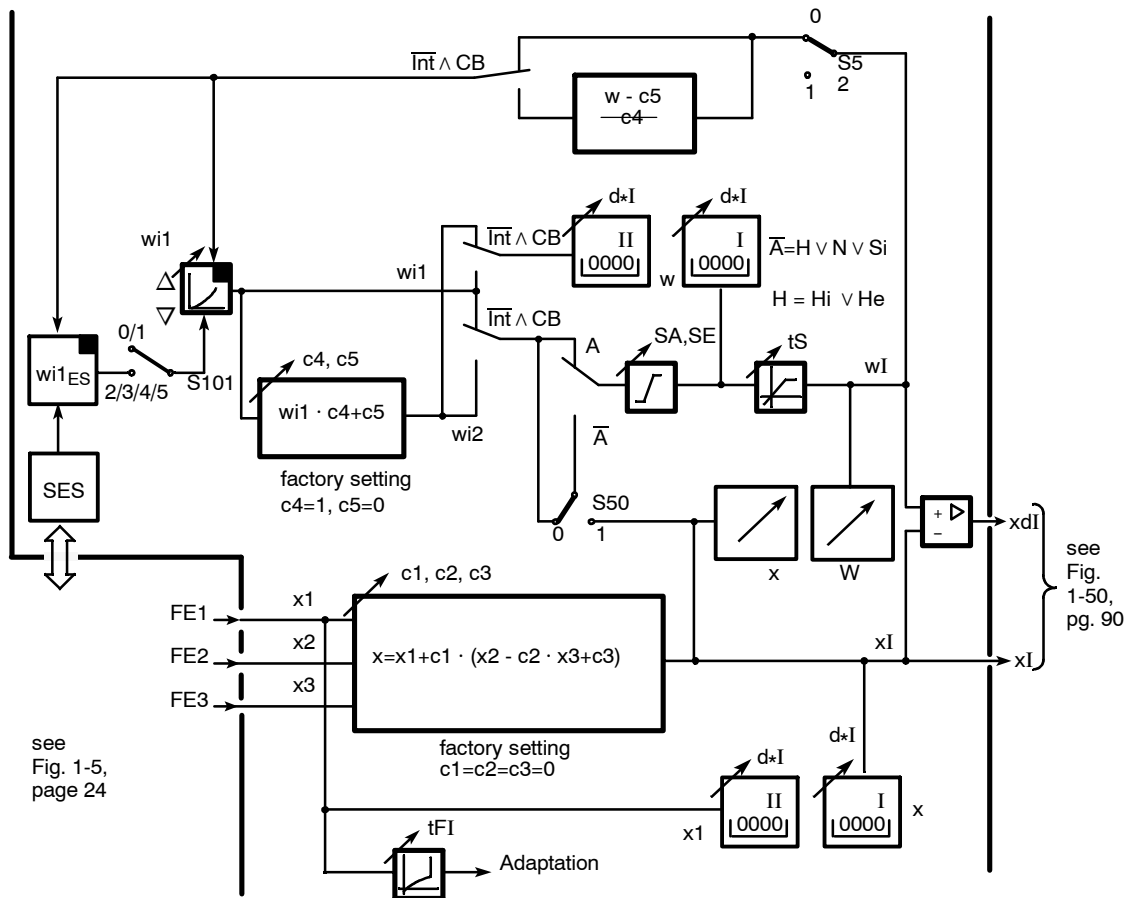 0
Int ∧ CB
S5
1
2
w - c5
c4
d*I
d*I
wi1
Int ∧ CB
II
0000
I
0000
A=H ∨ N ∨ Si
△
▽
wi1
w
H = Hi ∨ He
Int ∧ CB
0/1
wi1ES
2/3/4/5
S101
c4, c5
A
SA,SE
tS
wI
wi1 · c4+c5
wi2
A
SES
factory setting
c4=1, c5=0
S50
0
1
x
W
+
−
▷
xdI
see
Fig.
1-50,
pg. 90
c1, c2, c3
FE1
x1
FE2
x2
x=x1+c1 · (x2 - c2 · x3+c3)
xI
xI
FE3
x3
see
Fig. 1-5,
page 24
factory setting
c1=c2=c3=0
d*I
d*I
II
0000
I
0000
x1
x
tFI
Adaptation